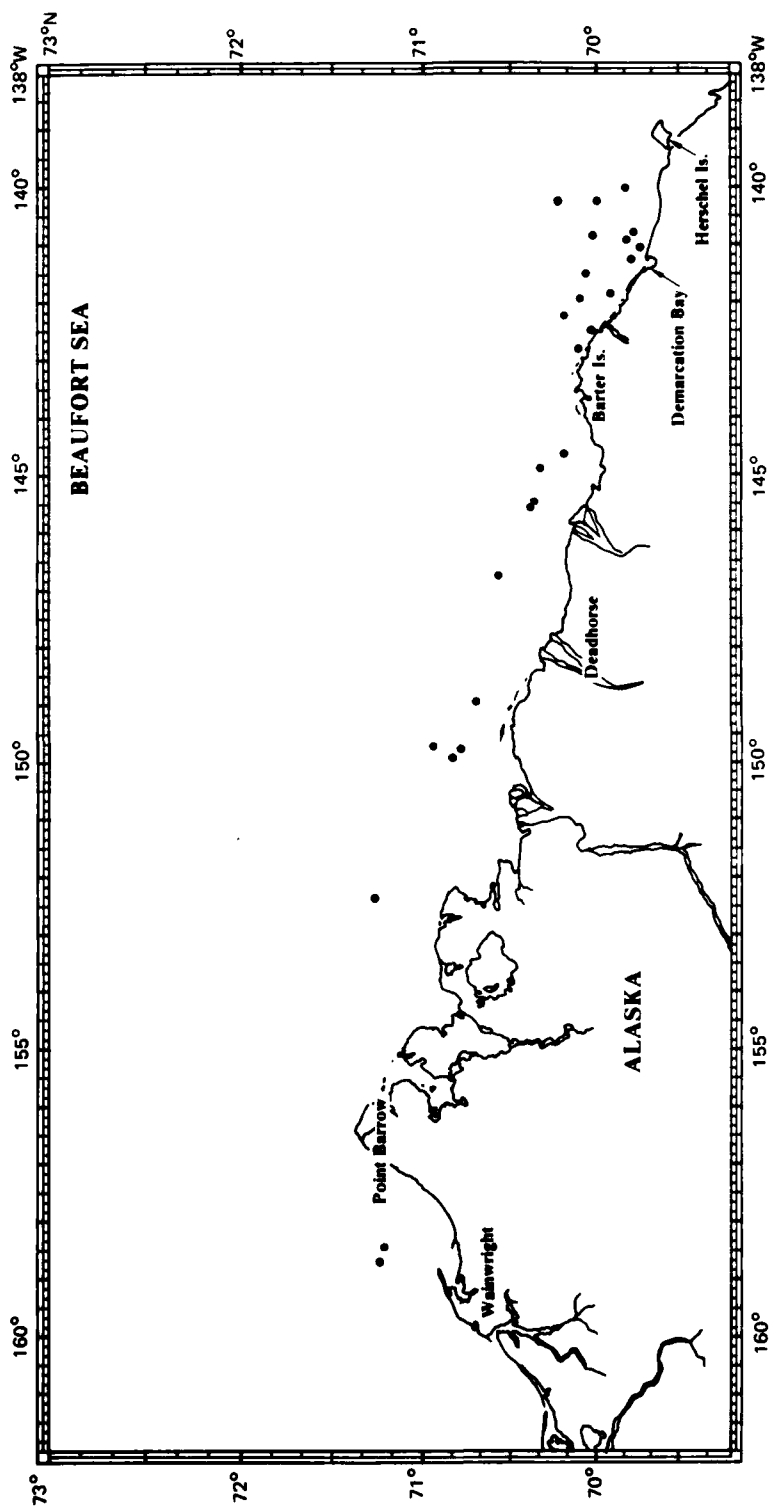 73°
160°
155°
150°
145°
140°
138°W
73°N
72°
72°
71°
71°
70°
70°
BEAUFORT SEA
Point Barrow
Wainwright
ALASKA
Deadhorse
Barter Is.
Demarcation Bay
Herschel Is.
160°
155°
150°
145°
140°
138°W